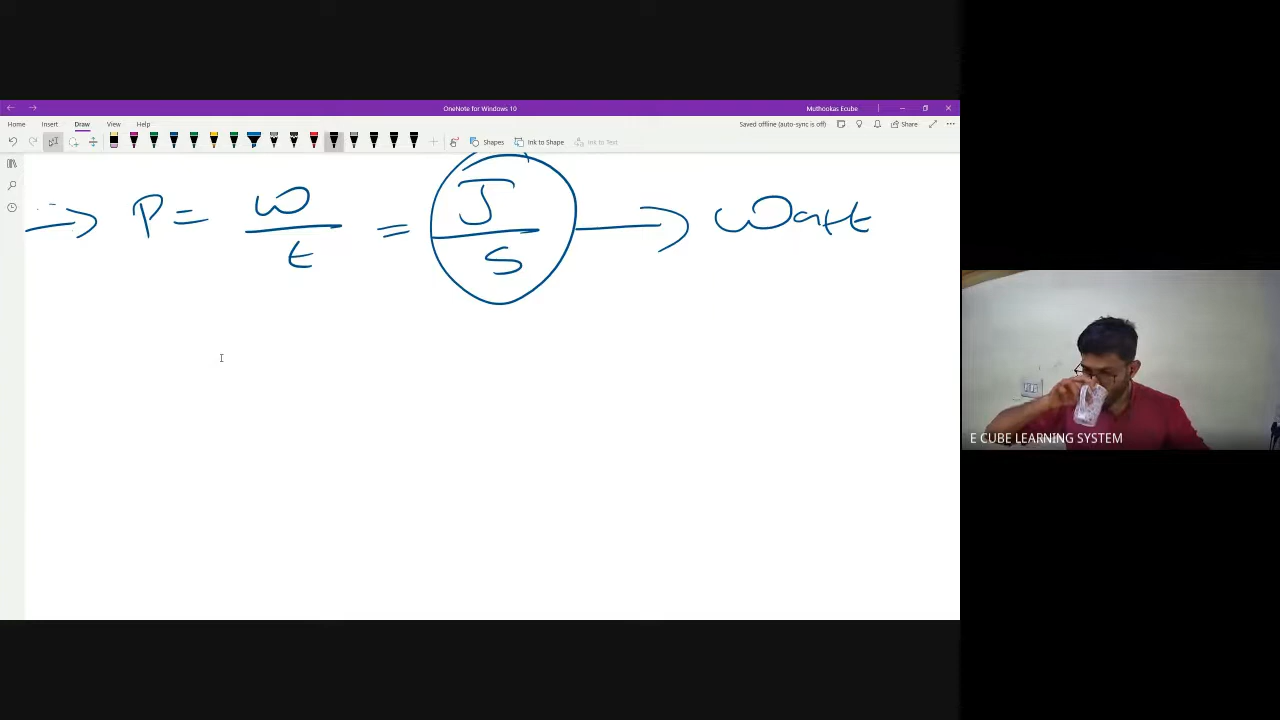 OneNote for Windows 10
Muthookas Ecube
Home Insert Draw View Help
Saved offline (auto-sync is off)
Share
Shapes
Ink to Shape
Ink to Text
⇒ P = W/t = J/s → Watt
E CUBE LEARNING SYSTEM